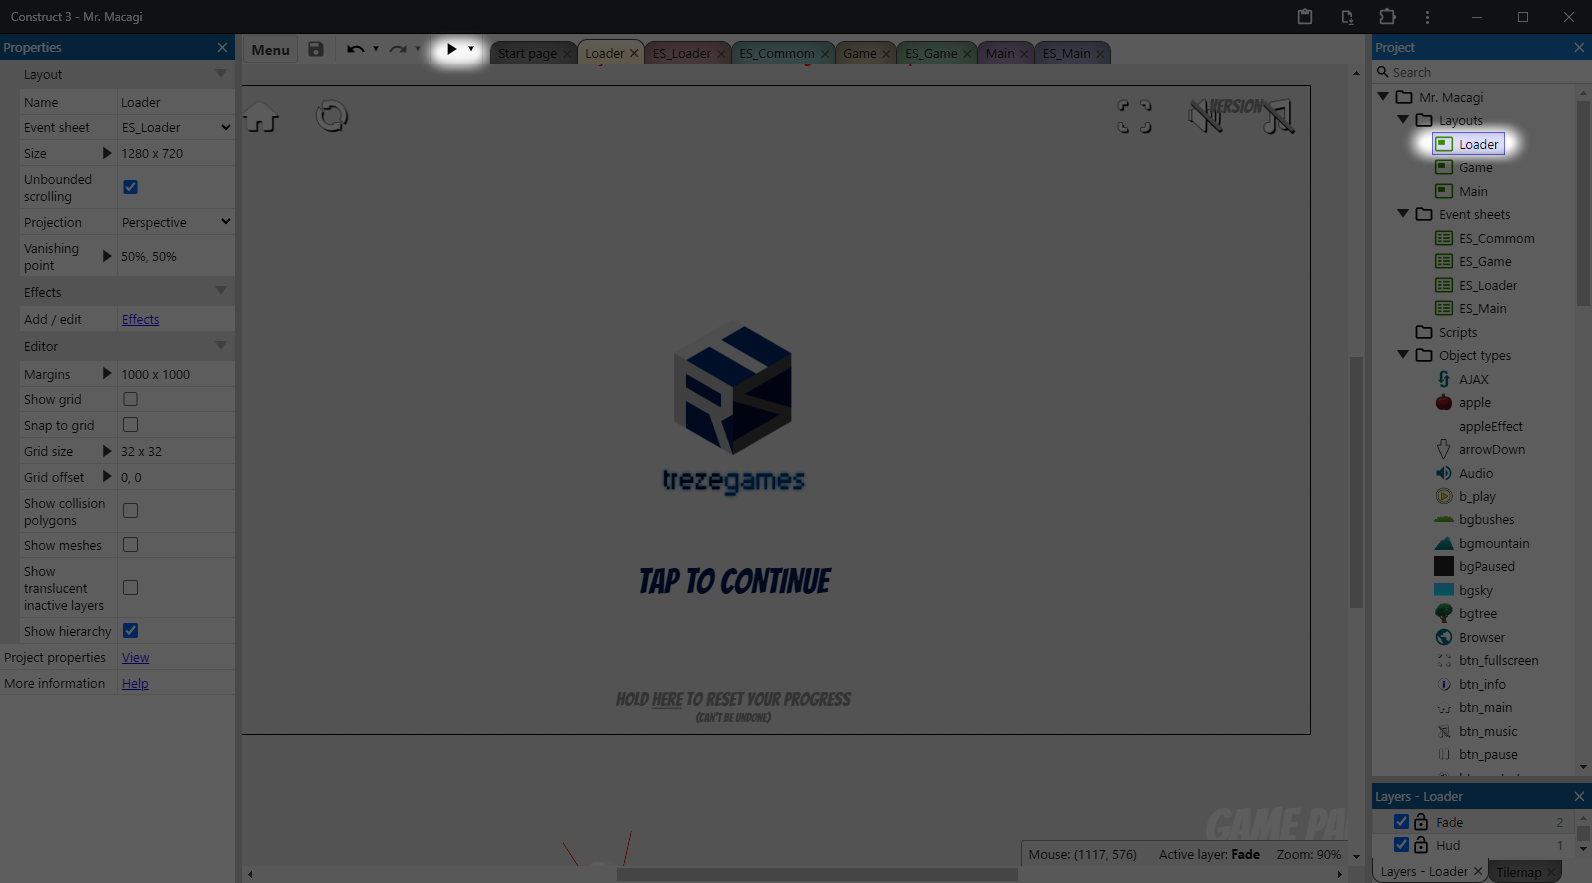 Construct 3 - Mr. Macagi
Properties
Menu
Start page
Loader
ES_Loader
ES_Commom
Game
ES_Game
Main
ES_Main
Project
Layout
Name
Loader
Event sheet
ES_Loader
Size
1280 x 720
Unbounded
scrolling
Projection
Perspective
Vanishing
point
50%, 50%
Effects
Add / edit
Effects
Editor
Margins
1000 x 1000
Show grid
Snap to grid
Grid size
32 x 32
Grid offset
0, 0
Show collision
polygons
Show meshes
Show
translucent
inactive layers
Show hierarchy
Project properties
View
More information
Help
VERSION
trezegames
TAP TO CONTINUE
HOLD HERE TO RESET YOUR PROGRESS
(CAN'T BE UNDONE)
GAME PA
Mouse: (1117, 576)
Active layer: Fade
Zoom: 90%
Search
Mr. Macagi
Layouts
Loader
Game
Main
Event sheets
ES_Commom
ES_Game
ES_Loader
ES_Main
Scripts
Object types
AJAX
apple
appleEffect
arrowDown
Audio
b_play
bgbushes
bgmountain
bgPaused
bgsky
bgtree
Browser
btn_fullscreen
btn_info
btn_main
btn_music
btn_pause
Layers - Loader
Fade
2
Hud
1
Layers - Loader
Tilemap